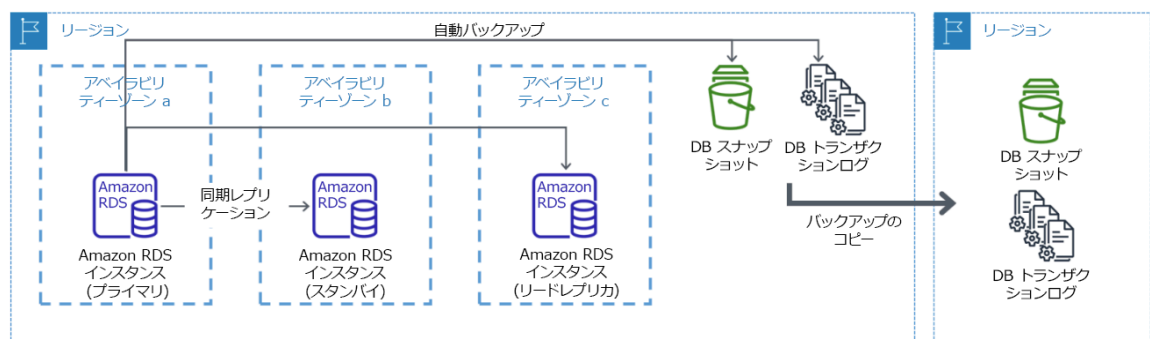 リージョン
自動バックアップ
リージョン
アベイラビリ
ティーゾーン a
アベイラビリ
ティーゾーン b
アベイラビリ
ティーゾーン c
DB スナップ
ショット
DB トランザク
ションログ
DB スナップ
ショット
Amazon
RDS
同期レプリ
ケーション
Amazon
RDS
Amazon
RDS
バックアップの
コピー
Amazon RDS
インスタンス
(プライマリ)
Amazon RDS
インスタンス
(スタンバイ)
Amazon RDS
インスタンス
(リードレプリカ)
DB トランザク
ションログ